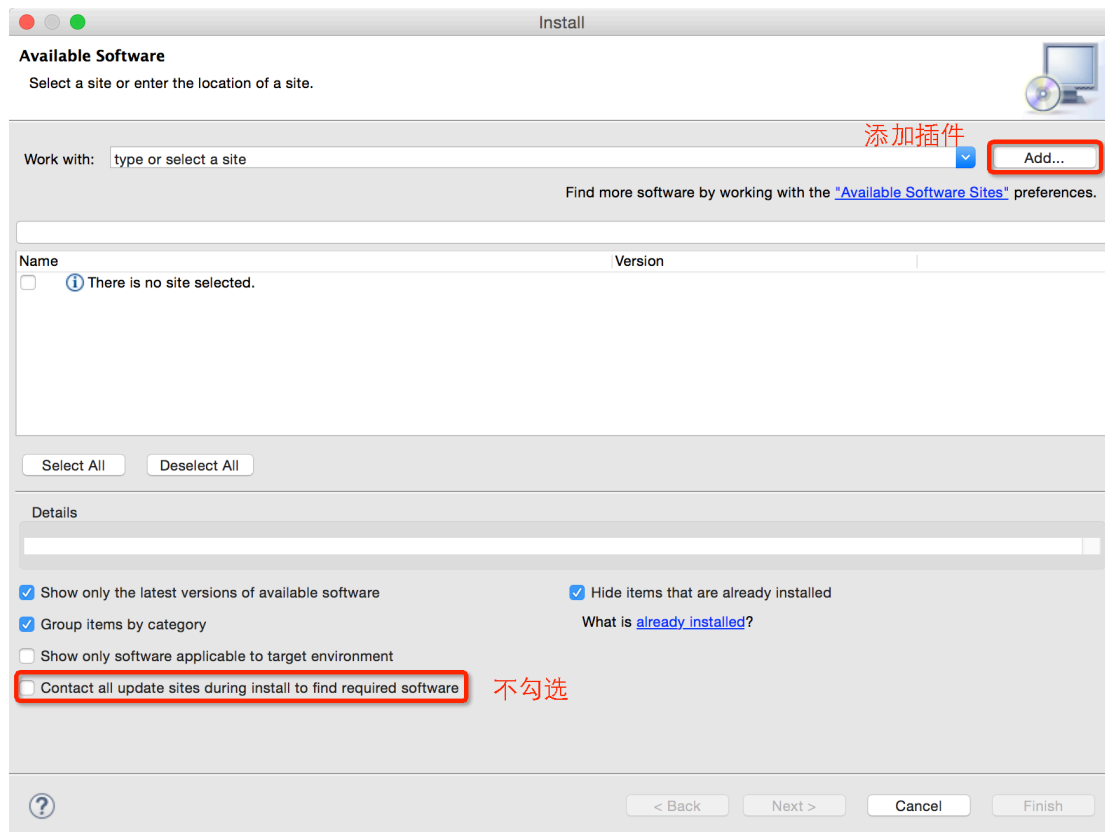 Install
Available Software
Select a site or enter the location of a site.
添加插件
Work with: type or select a site Add...
Find more software by working with the "Available Software Sites" preferences.
Name Version
There is no site selected.
Select All Deselect All
Details
Show only the latest versions of available software Hide items that are already installed
Group items by category What is already installed?
Show only software applicable to target environment
Contact all update sites during install to find required software 不勾选
? < Back Next > Cancel Finish